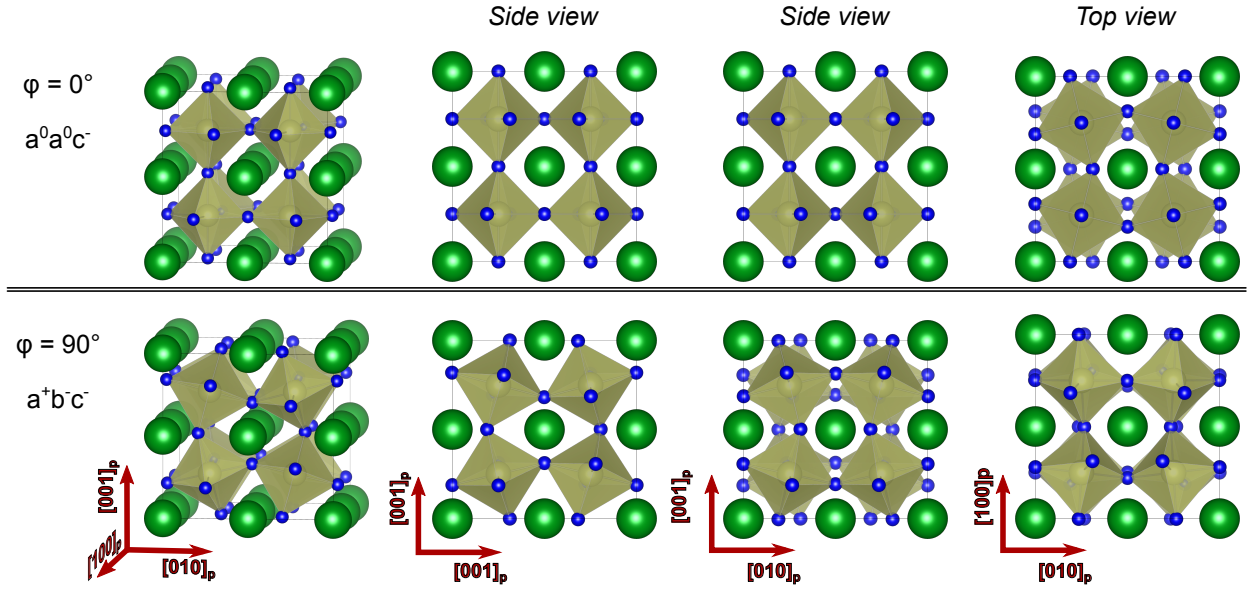 Side view
Side view
Top view
φ = 0°
a⁰a⁰c⁻
φ = 90°
a⁺b⁻c⁻
[001]ₚ
[100]ₚ
[010]ₚ
[001]ₚ
[001]ₚ
[001]ₚ
[010]ₚ
[100]ₚ
[010]ₚ